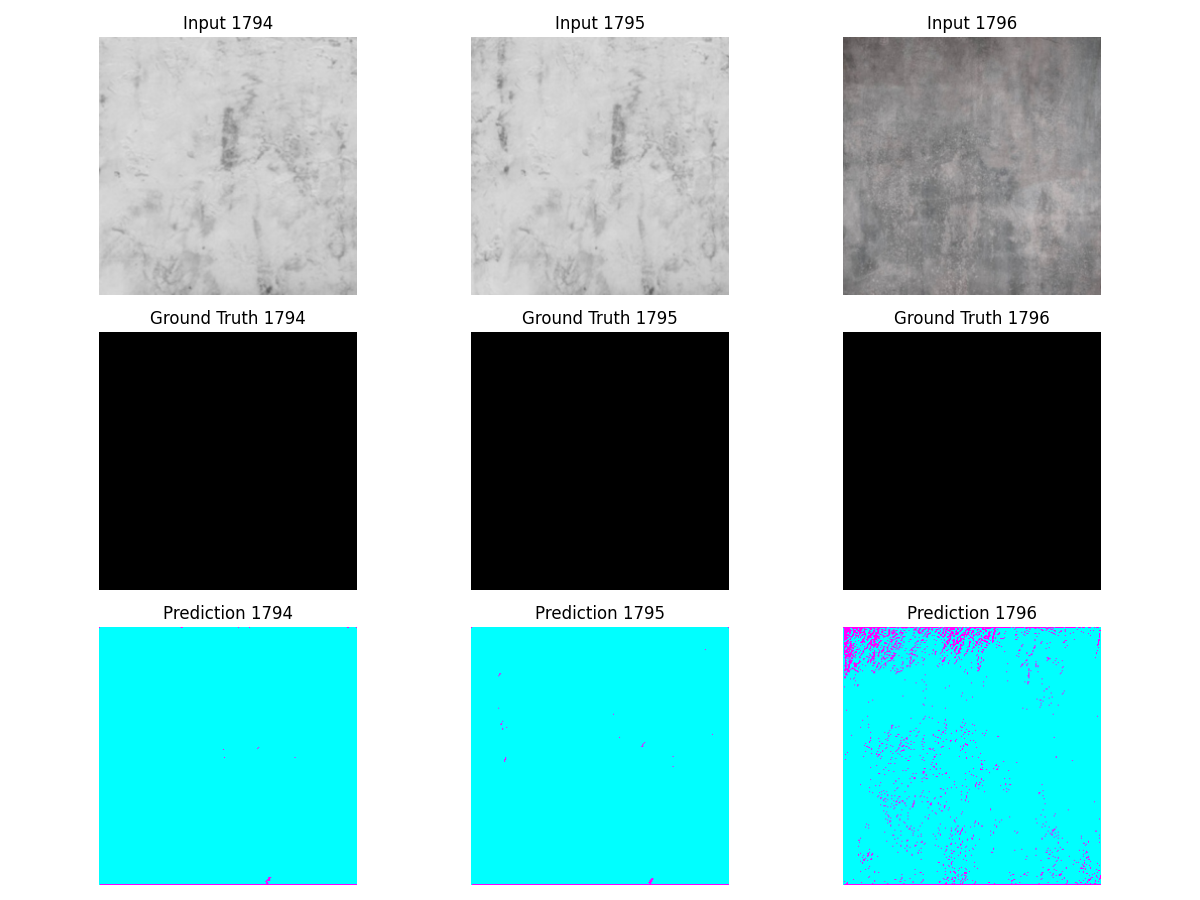 Input 1794
Input 1795
Input 1796
Ground Truth 1794
Ground Truth 1795
Ground Truth 1796
Prediction 1794
Prediction 1795
Prediction 1796